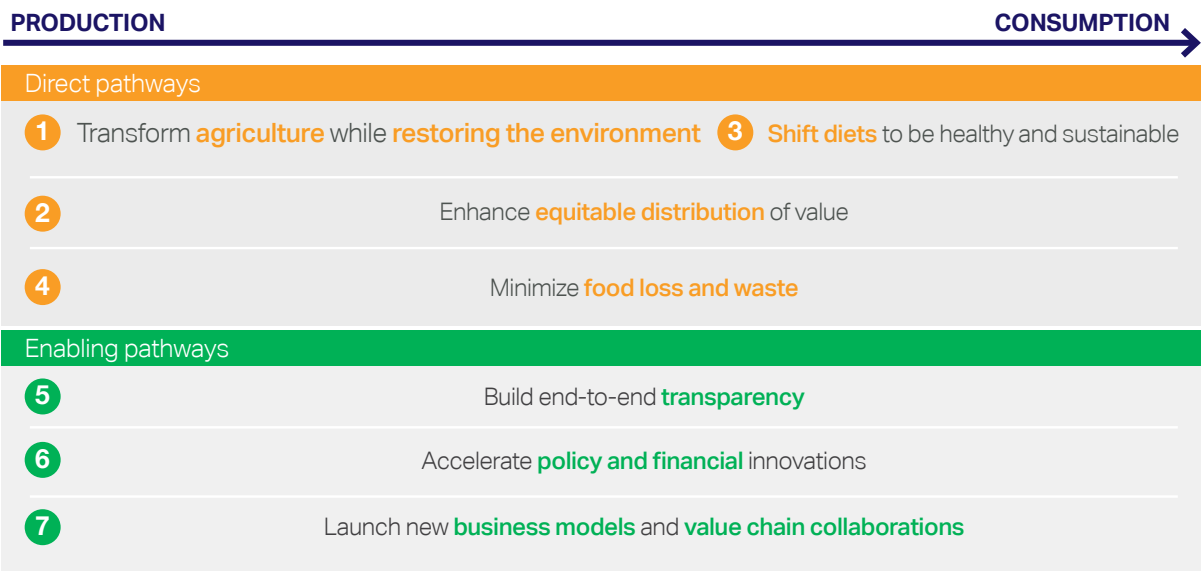 PRODUCTION CONSUMPTION
Direct pathways
1 Transform agriculture while restoring the environment 3 Shift diets to be healthy and sustainable
2 Enhance equitable distribution of value
4 Minimize food loss and waste
Enabling pathways
5 Build end-to-end transparency
6 Accelerate policy and financial innovations
7 Launch new business models and value chain collaborations